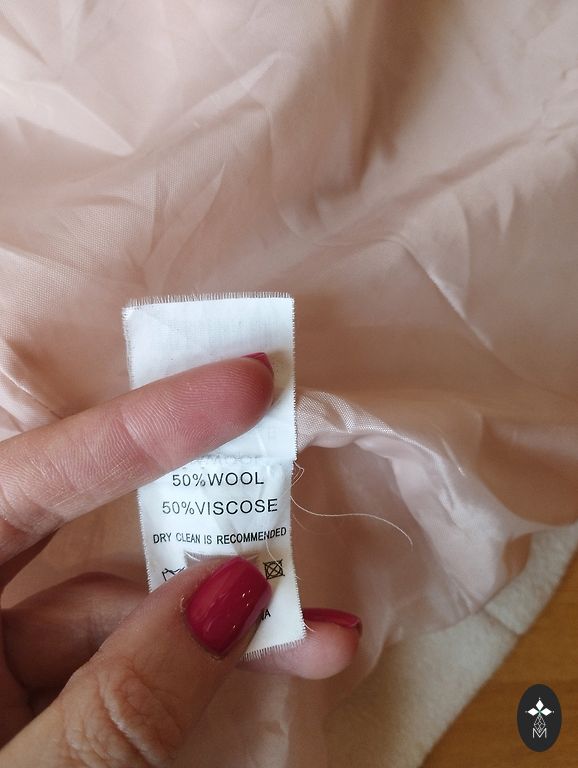 50%WOOL
50%VISCOSE
DRY CLEAN IS RECOMMENDED
M